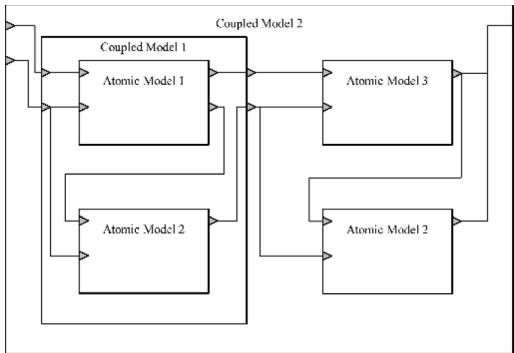 Coupled Model 2
Coupled Model 1
Atomic Model 1
Atomic Model 3
Atomic Model 2
Atomic Model 2